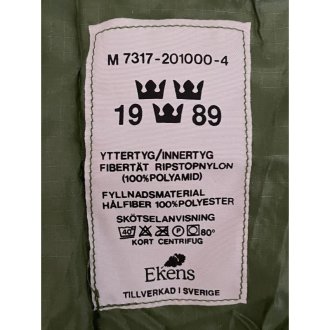 M 7317-201000-4
19 89
YTTERTYG/INNERTYG
FIBERTÄT RIPSTOPNYLON
(100%POLYAMID)
FYLLNADSMATERIAL
HÅLFIBER 100%POLYESTER
SKÖTSELANVISNING
40° P 80°
KORT CENTRIFUG
Ekens
TILLVERKAD I SVERIGE